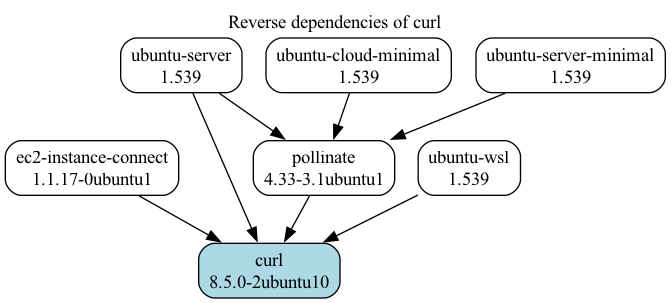 Reverse dependencies of curl
ubuntu-server
1.539
ubuntu-cloud-minimal
1.539
ubuntu-server-minimal
1.539
ec2-instance-connect
1.1.17-0ubuntu1
pollinate
4.33-3.1ubuntu1
ubuntu-wsl
1.539
curl
8.5.0-2ubuntu10